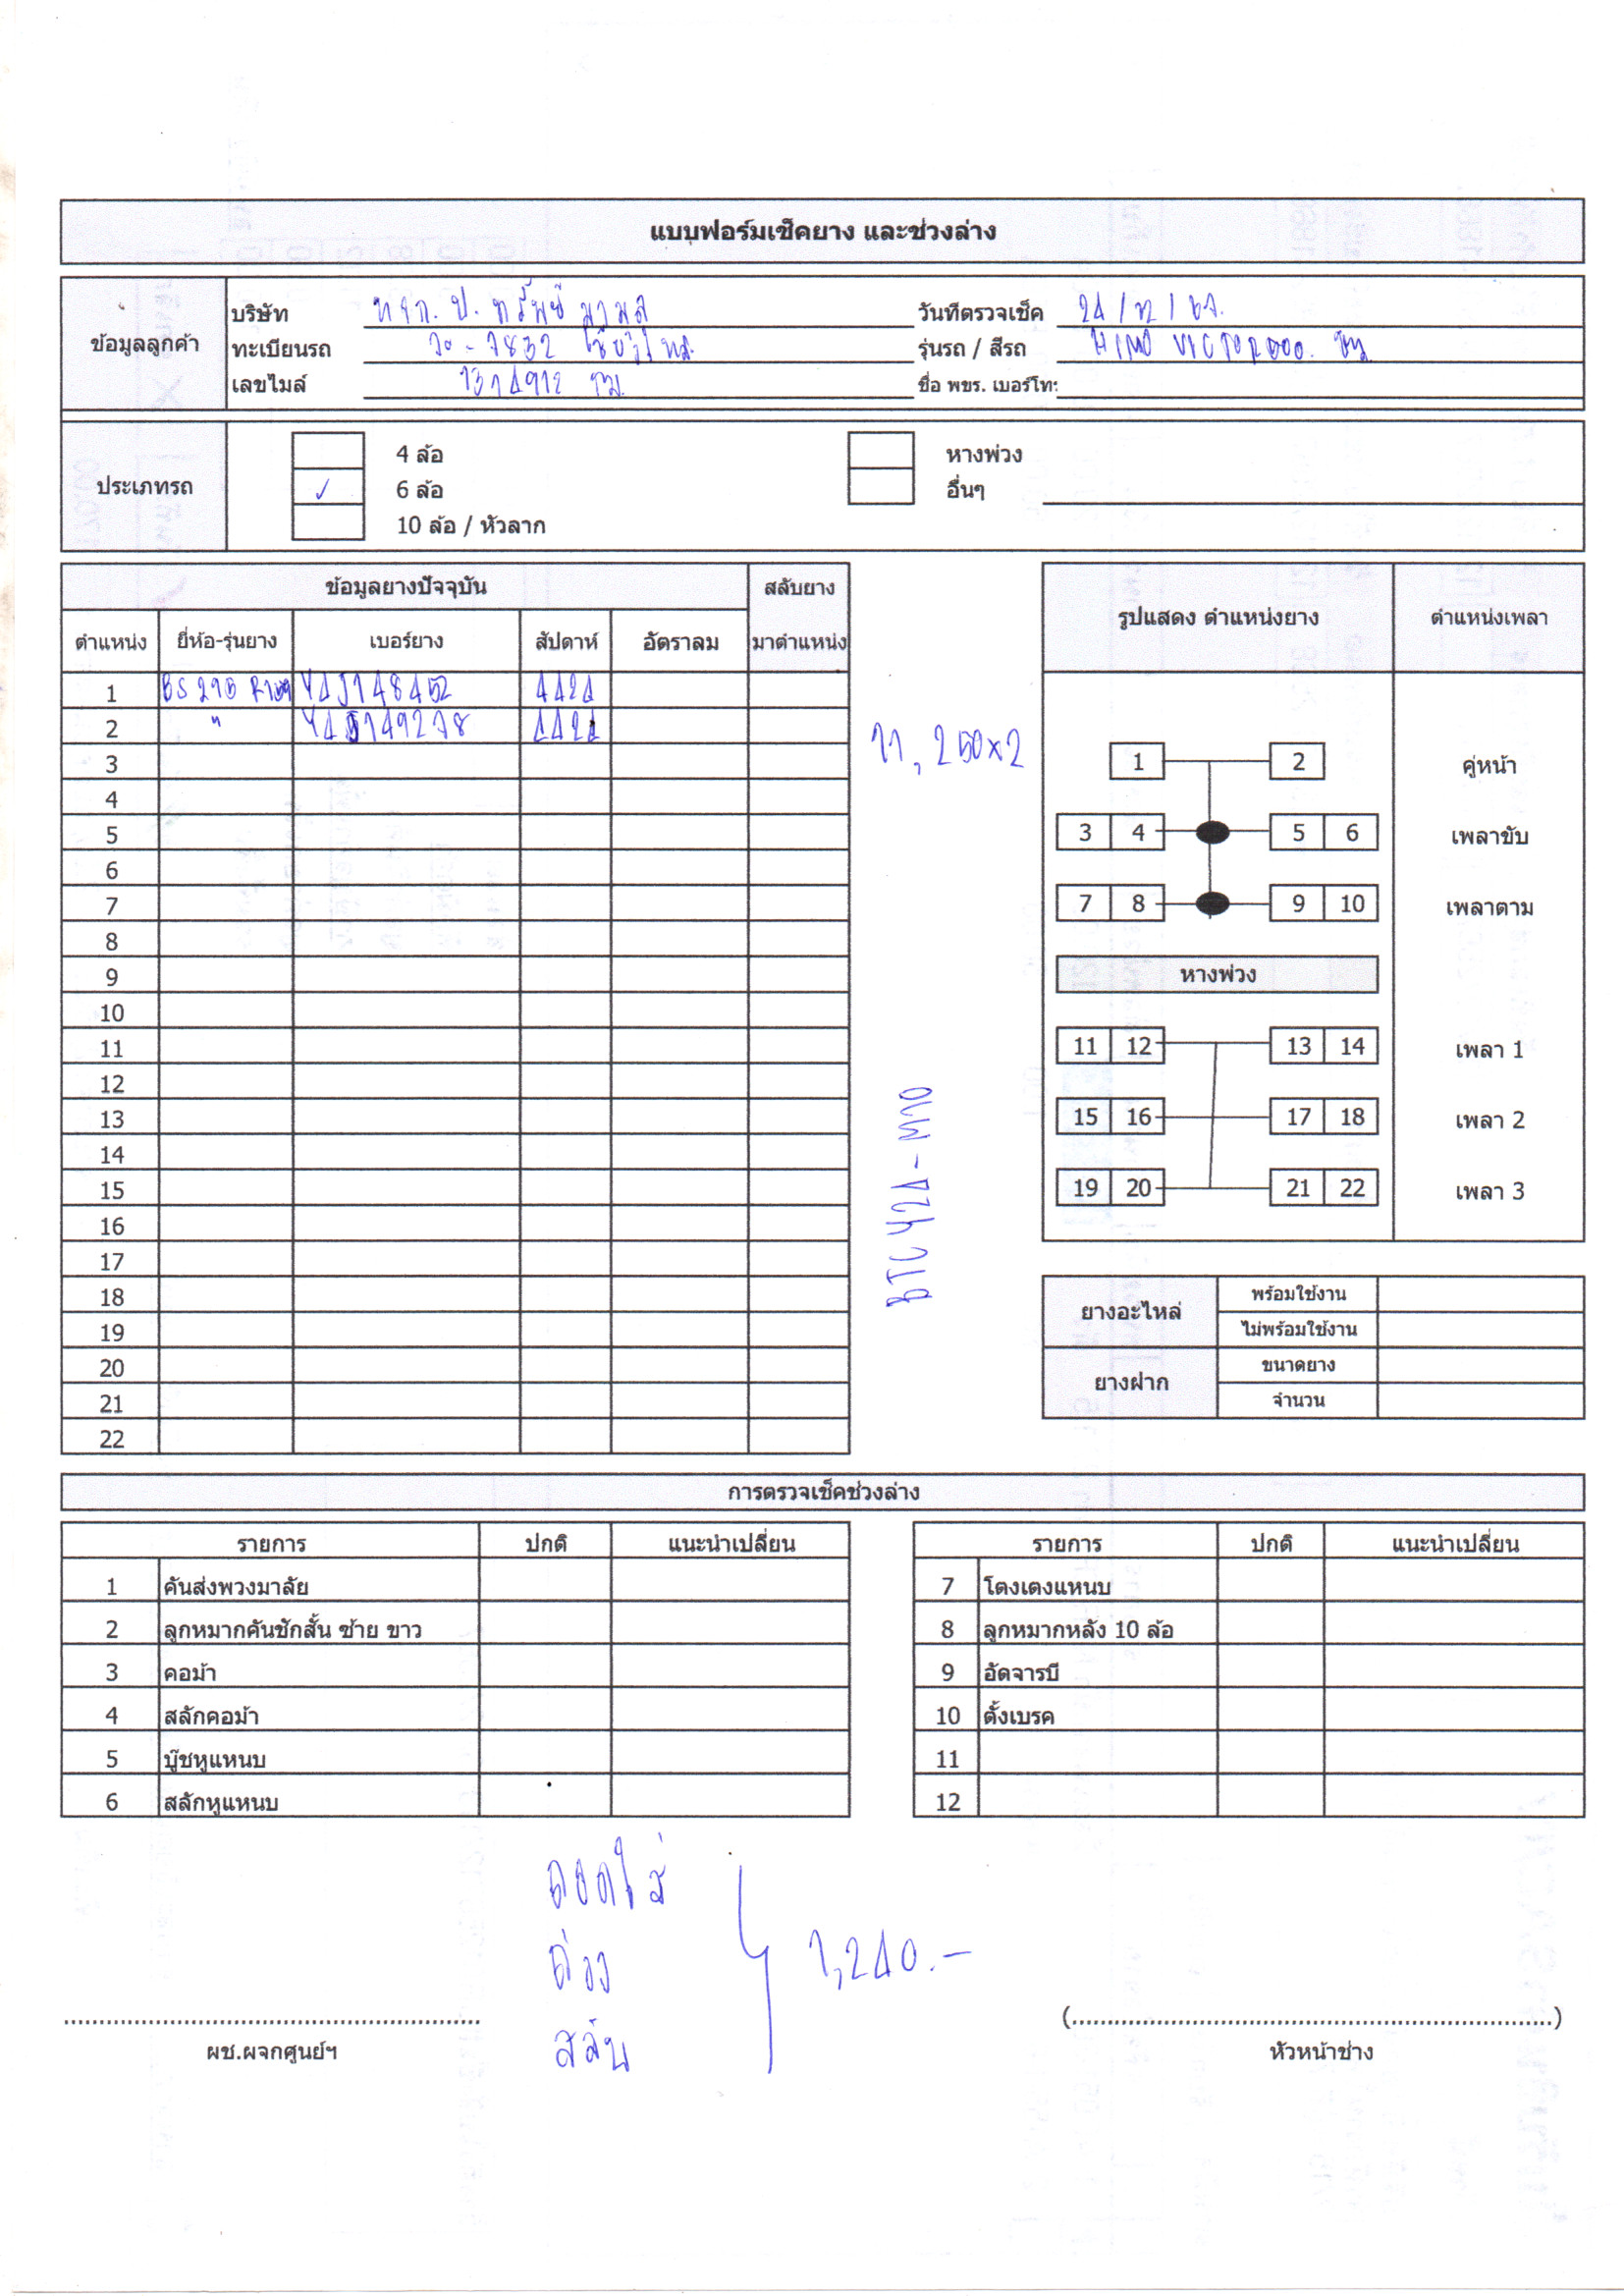 แบบฟอร์มเช็คยาง และช่วงล่าง
ข้อมูลลูกค้า
บริษัท หจก. ป. ทรัพย์
วันที่ตรวจเช็ค 24 / 12 / 67.
ทะเบียนรถ 70-7832
รุ่นรถ / สีรถ HINO VICTOR 500.
เลขไมล์ กม.
ชื่อ พขร. เบอร์โท:
ประเภทรถ
4 ล้อ
✓ 6 ล้อ
10 ล้อ / หัวลาก
หางพ่วง
อื่นๆ
ข้อมูลยางปัจจุบัน สลับยาง
ตำแหน่ง ยี่ห้อ-รุ่นยาง เบอร์ยาง สัปดาห์ อัตราลม มาตำแหน่ง
1 BS 295 Y4J148452 4424
2 " 4424
3
4
5
6
7
8
9
10
11
12
13
14
15
16
17
18
19
20
21
22
11,250x2
BTC 424-M10
รูปแสดง ตำแหน่งยาง ตำแหน่งเพลา
1 2 คู่หน้า
3 4 5 6 เพลาขับ
7 8 9 10 เพลาตาม
หางพ่วง
11 12 13 14 เพลา 1
15 16 17 18 เพลา 2
19 20 21 22 เพลา 3
ยางอะไหล่ พร้อมใช้งาน
ไม่พร้อมใช้งาน
ยางฝาก ขนาดยาง
จำนวน
การตรวจเช็คช่วงล่าง
รายการ ปกติ แนะนำเปลี่ยน
1 คันส่งพวงมาลัย
2 ลูกหมากคันชักสั้น ซ้าย ขาว
3 คอม้า
4 สลักคอม้า
5 บู๊ชหูแหนบ
6 สลักหูแหนบ
รายการ ปกติ แนะนำเปลี่ยน
7 โตงเตงแหนบ
8 ลูกหมากหลัง 10 ล้อ
9 อัดจารบี
10 ตั้งเบรค
11
12
ถอดใส่
ถ่วง
สลับ
1,240.-
ผช.ผจกศูนย์ฯ
(......................................................................)
หัวหน้าช่าง